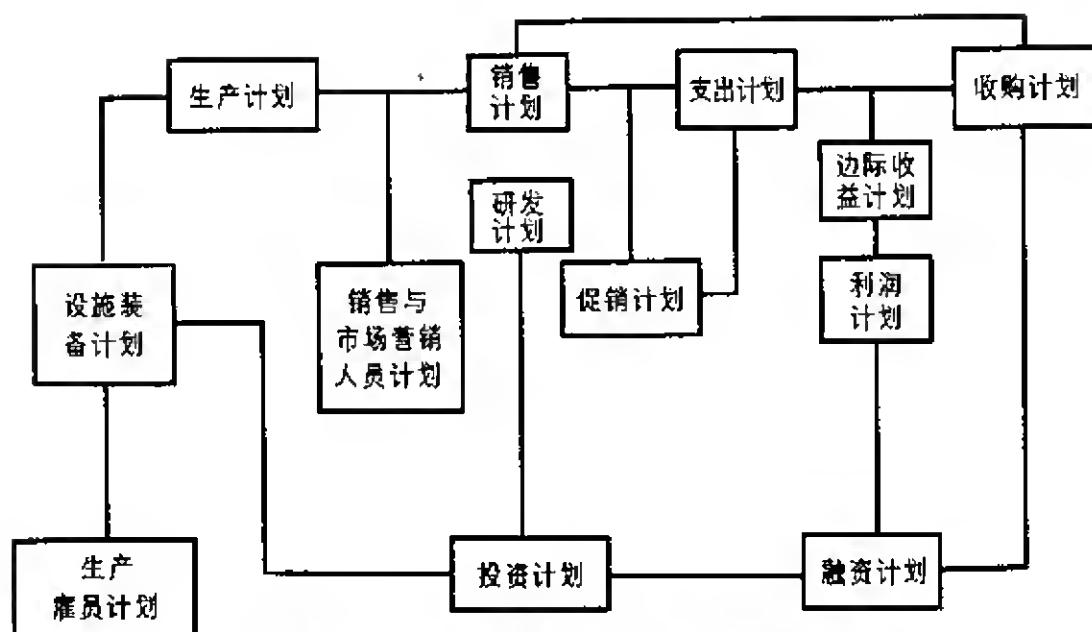 生产计划
销售
计划
支出计划
收购计划
边际收
益计划
研发
计划
设施装
备计划
销售与
市场营销
人员计划
促销计划
利润
计划
生产
雇员计划
投资计划
融资计划